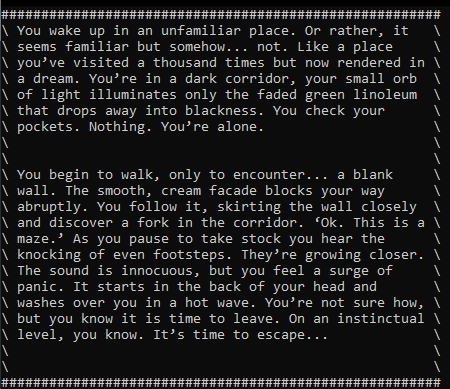 ######################################################
\ You wake up in an unfamiliar place. Or rather, it   \
\ seems familiar but somehow... not. Like a place     \
\ you’ve visited a thousand times but now rendered in \
\ a dream. You’re in a dark corridor, your small orb  \
\ of light illuminates only the faded green linoleum  \
\ that drops away into blackness. You check your      \
\ pockets. Nothing. You’re alone.                     \
\                                                     \
\                                                     \
\ You begin to walk, only to encounter... a blank     \
\ wall. The smooth, cream facade blocks your way      \
\ abruptly. You follow it, skirting the wall closely  \
\ and discover a fork in the corridor. ‘Ok. This is a \
\ maze.’ As you pause to take stock you hear the      \
\ knocking of even footsteps. They’re growing closer. \
\ The sound is innocuous, but you feel a surge of     \
\ panic. It starts in the back of your head and       \
\ washes over you in a hot wave. You’re not sure how, \
\ but you know it is time to leave. On an instinctual \
\ level, you know. It’s time to escape...             \
\                                                     \
\                                                     \
######################################################